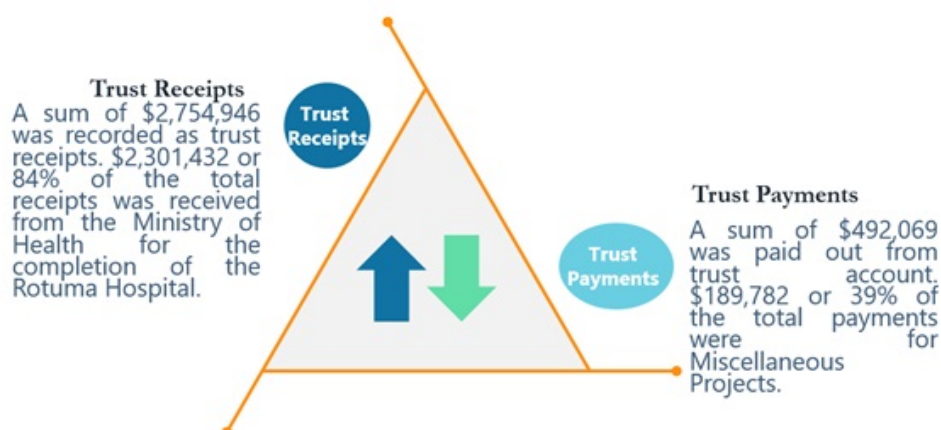 Trust Receipts
A sum of $2,754,946
was recorded as trust
receipts. $2,301,432 or
84% of the total
receipts was received
from the Ministry of
Health for the
completion of the
Rotuma Hospital.
Trust
Receipts
Trust Payments
A sum of $492,069
was paid out from
trust account.
$189,782 or 39% of
the total payments
were for
Miscellaneous
Projects.
Trust
Payments